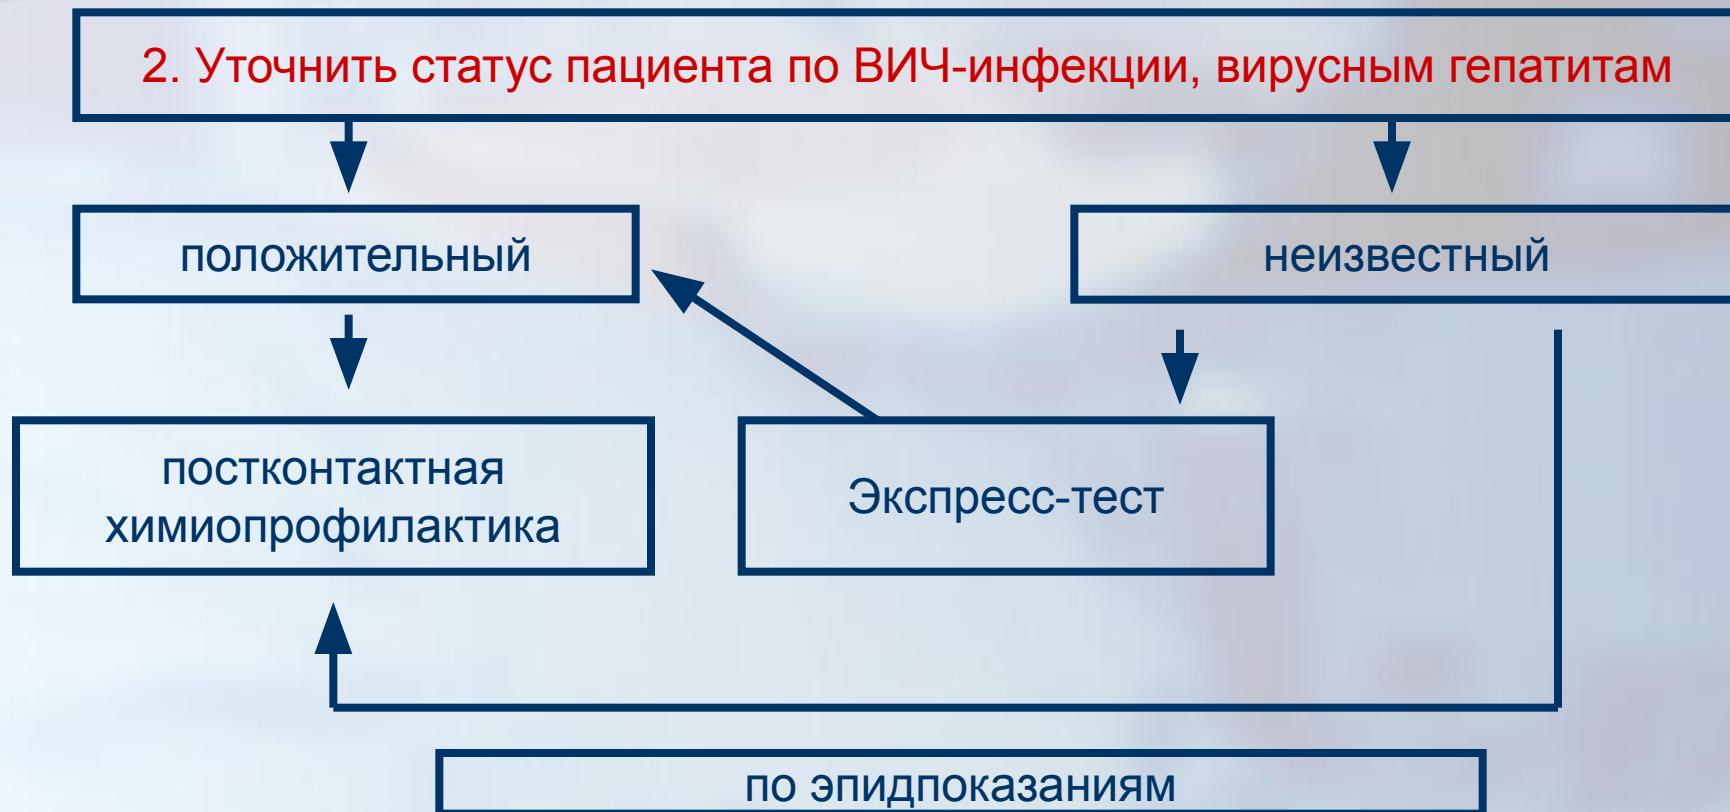 2. Уточнить статус пациента по ВИЧ-инфекции, вирусным гепатитам
положительный
неизвестный
постконтактная
химиопрофилактика
Экспресс-тест
по эпидпоказаниям